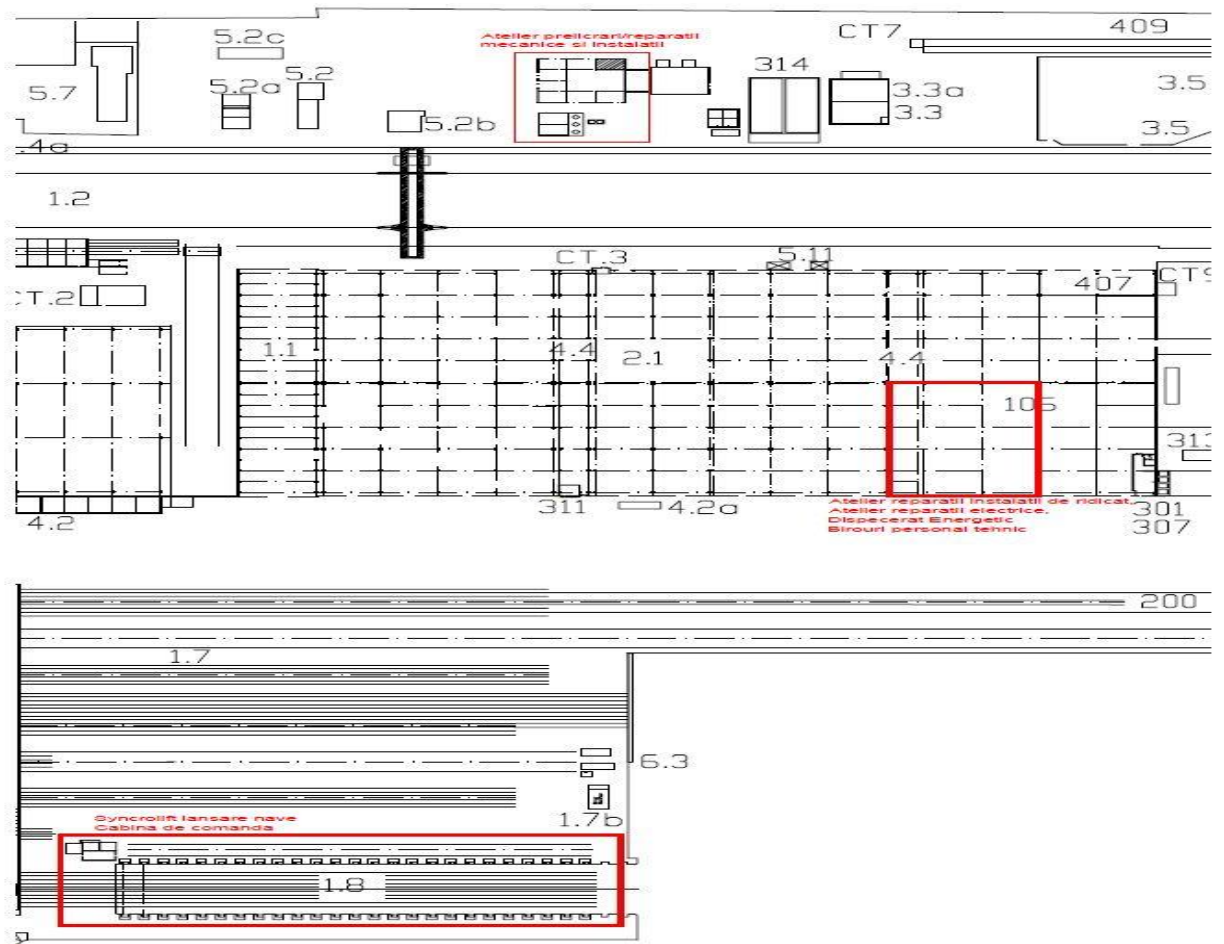 5.2c
Atelier prelicrari/reparatii
mecanice si instalatii
CT7
409
5.7
5.2a
5.2
314
3.3a
3.5
5.2b
3.3
3.5
.4a
1.2
CT.3
5.11
CT.2
407
CT9
1.1
4.4
2.1
4.4
105
313
4.2
311
4.2a
Atelier reparatii instalatii de ridicat,
Atelier reparatii electrice,
Dispecerat Energetic
Birouri personal tehnic
301
307
200
1.7
6.3
Syncrolift lansare nave
Cabina de comanda
1.7b
1.8